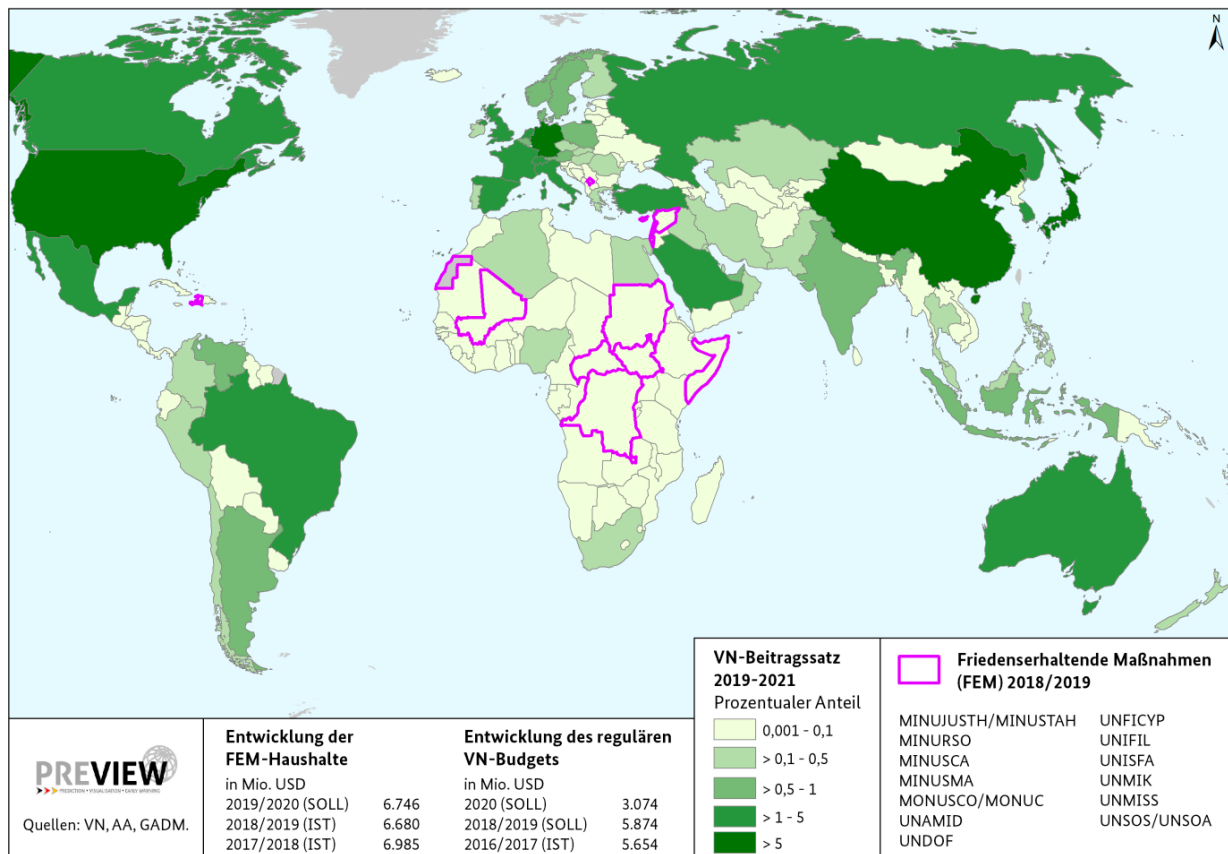 N
PREVIEW
PREDICTION • VISUALISATION • EARLY WARNING
Quellen: VN, AA, GADM.
Entwicklung der
FEM-Haushalte
in Mio. USD
2019/2020 (SOLL) 6.746
2018/2019 (IST) 6.680
2017/2018 (IST) 6.985
Entwicklung des regulären
VN-Budgets
in Mio. USD
2020 (SOLL) 3.074
2018/2019 (SOLL) 5.874
2016/2017 (IST) 5.654
VN-Beitragssatz
2019-2021
Prozentualer Anteil
0,001 - 0,1
> 0,1 - 0,5
> 0,5 - 1
> 1 - 5
> 5
Friedenserhaltende Maßnahmen
(FEM) 2018/2019
MINUJUSTH/MINUSTAH
MINURSO
MINUSCA
MINUSMA
MONUSCO/MONUC
UNAMID
UNDOF
UNFICYP
UNIFIL
UNISFA
UNMIK
UNMISS
UNSOS/UNSOA